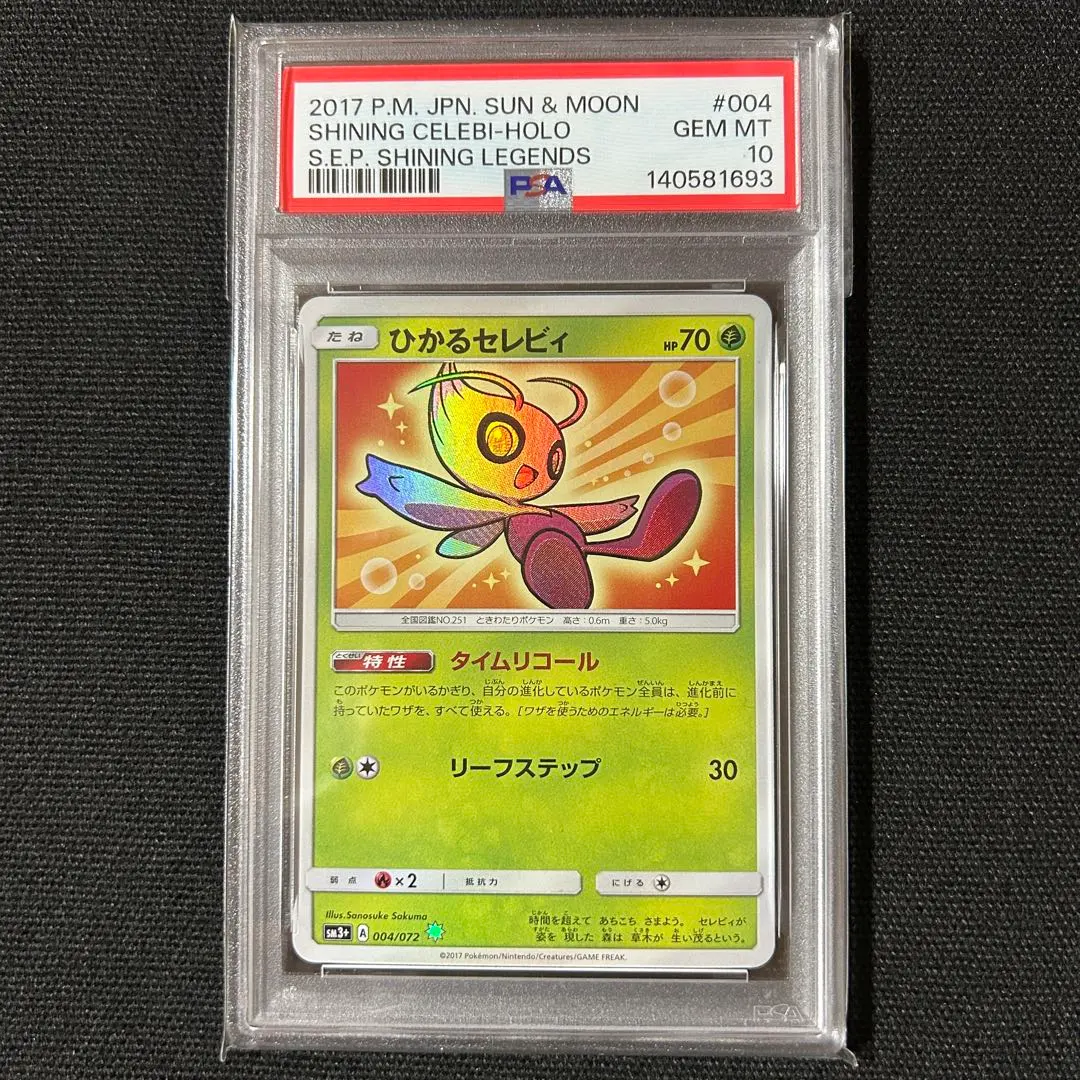 2017 P.M. JPN. SUN & MOON #004
SHINING CELEBI-HOLO GEM MT
S.E.P. SHINING LEGENDS 10
PSA 140581693
たね ひかるセレビィ HP70
全国図鑑NO.251 ときわたりポケモン 高さ:0.6m 重さ:5.0kg
とくせい 特性 タイムリコール
このポケモンがいるかぎり、自分の進化しているポケモン全員は、進化前に
持っていたワザを、すべて使える。[ワザを使うためのエネルギーは必要。]
リーフステップ 30
弱点 ×2 抵抗力 にげる
Illus.Sanosuke Sakuma
SM3+ A 004/072
時間を超えて あちこち さまよう。 セレビィが
姿を 現した 森は 草木が 生い茂るという。
©2017 Pokémon/Nintendo/Creatures/GAME FREAK.
PSA